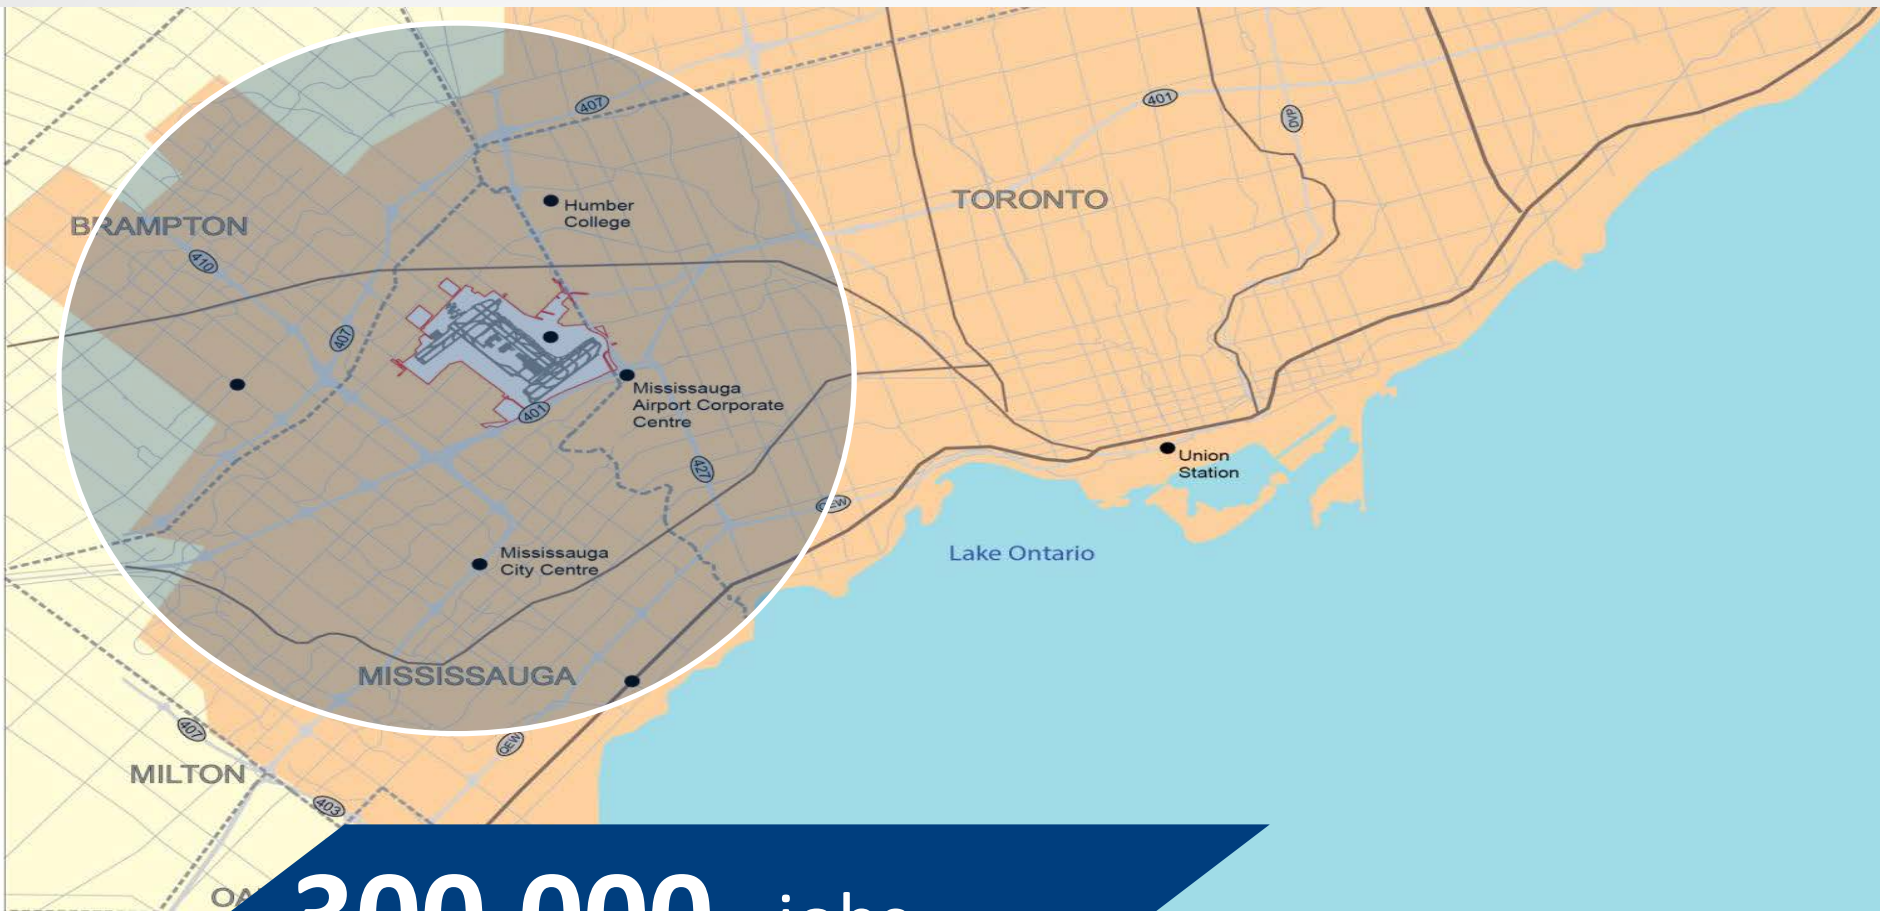 407
401
DVP
TORONTO
Humber
College
BRAMPTON
410
407
Mississauga
Airport Corporate
Centre
401
427
Union
Station
QEW
Lake Ontario
Mississauga
City Centre
MISSISSAUGA
407
QEW
MILTON
403
300,000 jobs